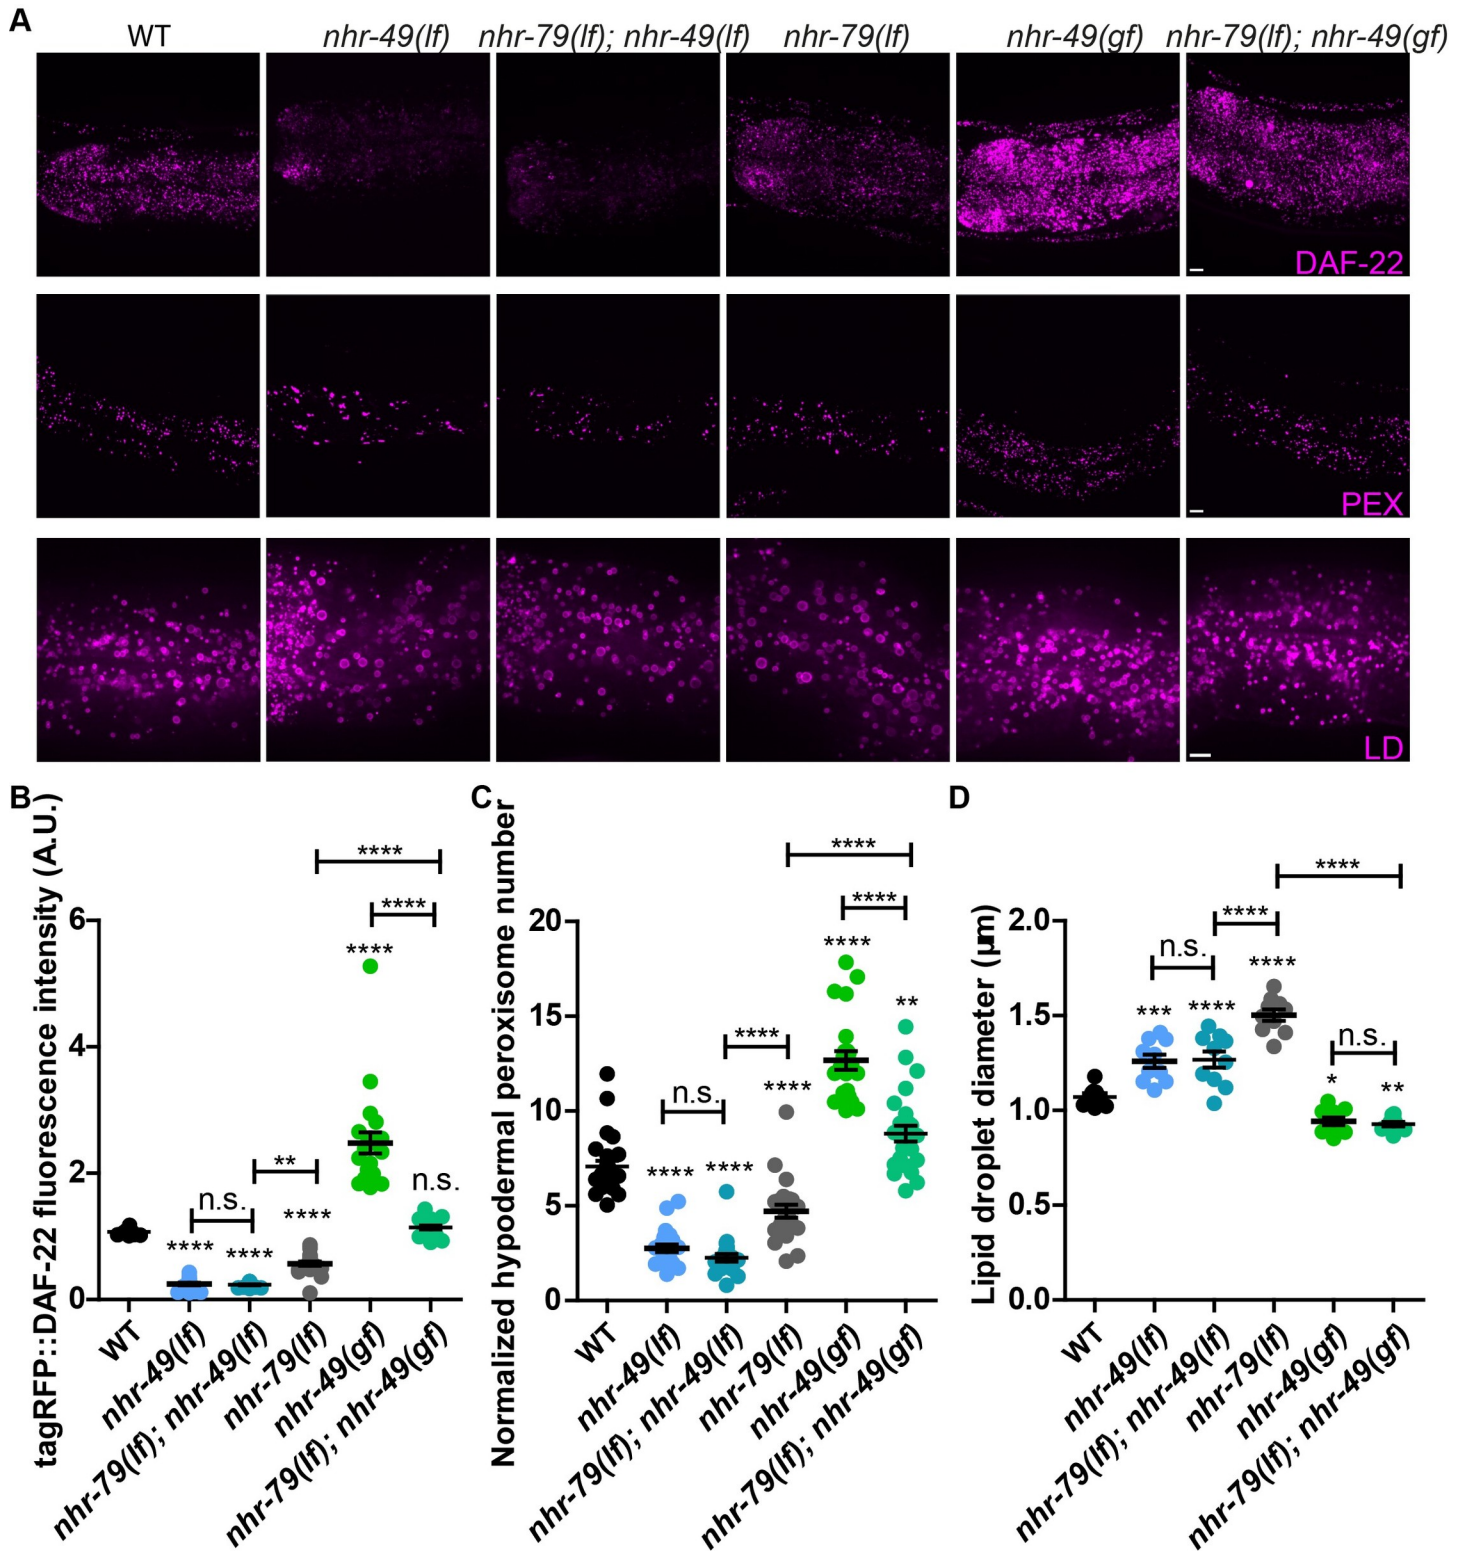 A
WT
nhr-49(lf)
nhr-79(lf); nhr-49(lf)
nhr-79(lf)
nhr-49(gf)
nhr-79(lf); nhr-49(gf)
DAF-22
PEX
LD
B
tagRFP::DAF-22 fluorescence intensity (A.U.)
6
4
2
0
****
****
****
**
n.s.
n.s.
****
****
****
WT
nhr-49(lf)
nhr-79(lf); nhr-49(lf)
nhr-79(lf)
nhr-49(gf)
nhr-79(lf); nhr-49(gf)
C
Normalized hypodermal peroxisome number
20
15
10
5
0
****
****
****
**
****
n.s.
****
****
****
WT
nhr-49(lf)
nhr-79(lf); nhr-49(lf)
nhr-79(lf)
nhr-49(gf)
nhr-79(lf); nhr-49(gf)
D
Lipid droplet diameter (µm)
2.0
1.5
1.0
0.5
0.0
****
****
n.s.
****
***
****
n.s.
*
**
WT
nhr-49(lf)
nhr-79(lf); nhr-49(lf)
nhr-79(lf)
nhr-49(gf)
nhr-79(lf); nhr-49(gf)